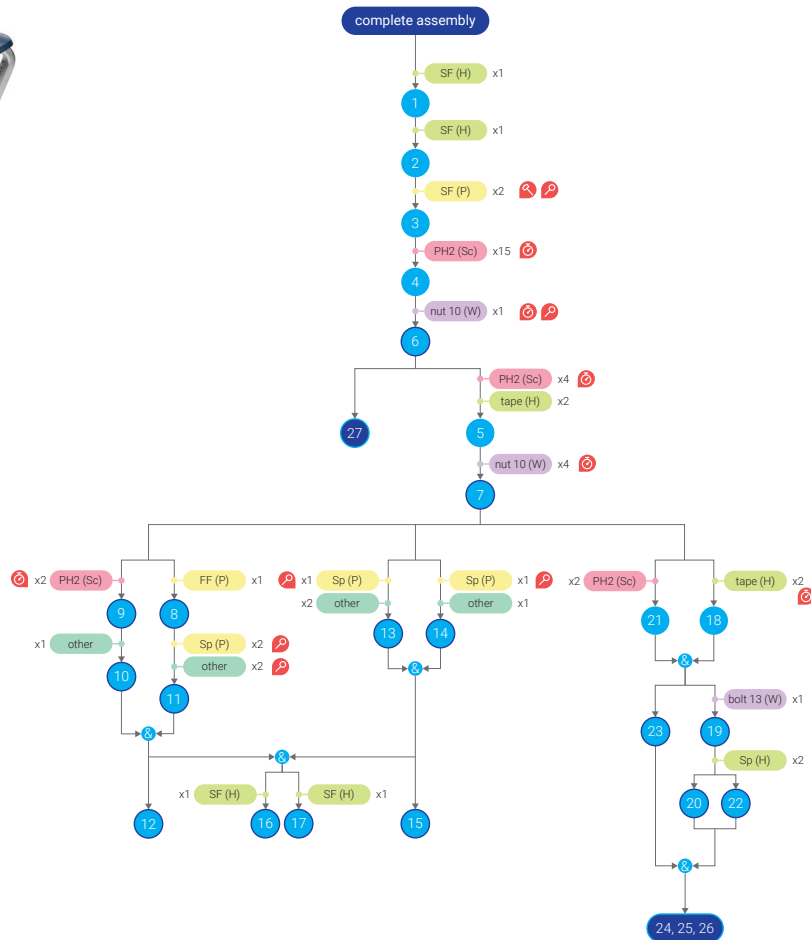 complete assembly
SF (H) x1
1
SF (H) x1
2
SF (P) x2
3
PH2 (Sc) x15
4
nut 10 (W) x1
6
PH2 (Sc) x4
tape (H) x2
27 5
nut 10 (W) x4
7
x2 PH2 (Sc) FF (P) x1 x1 Sp (P) Sp (P) x1 x2 PH2 (Sc) tape (H) x2
x2 other other x1
9 8 21 18
13 14
x1 other Sp (P) x2
other x2
10 & &
11 bolt 13 (W) x1
& 23 19
& Sp (H) x2
x1 SF (H) SF (H) x1
20 22
12 16 17 15
&
24, 25, 26